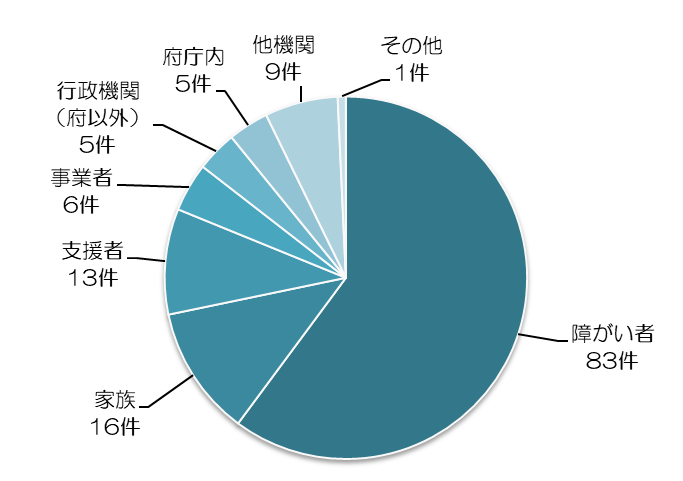 その他
1件
他機関
9件
府庁内
5件
行政機関
（府以外）
5件
事業者
6件
支援者
13件
家族
16件
障がい者
83件